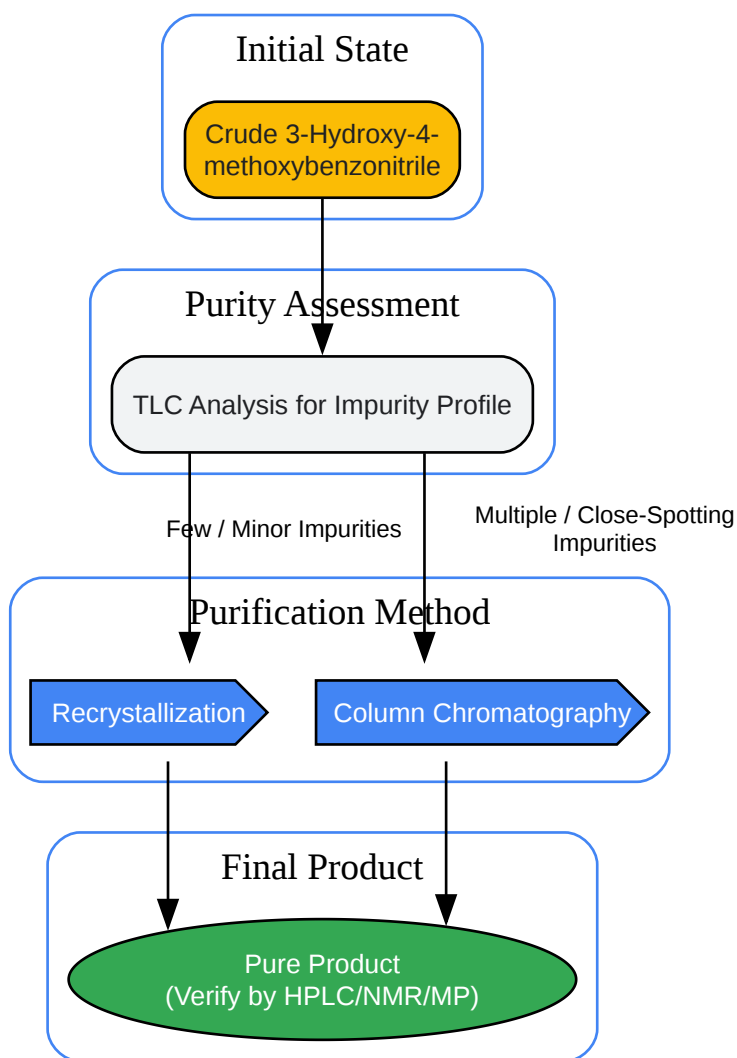 Initial State
Crude 3-Hydroxy-4-
methoxybenzonitrile
Purity Assessment
TLC Analysis for Impurity Profile
Few / Minor Impurities
Multiple / Close-Spotting
Impurities
Purification Method
Recrystallization
Column Chromatography
Final Product
Pure Product
(Verify by HPLC/NMR/MP)